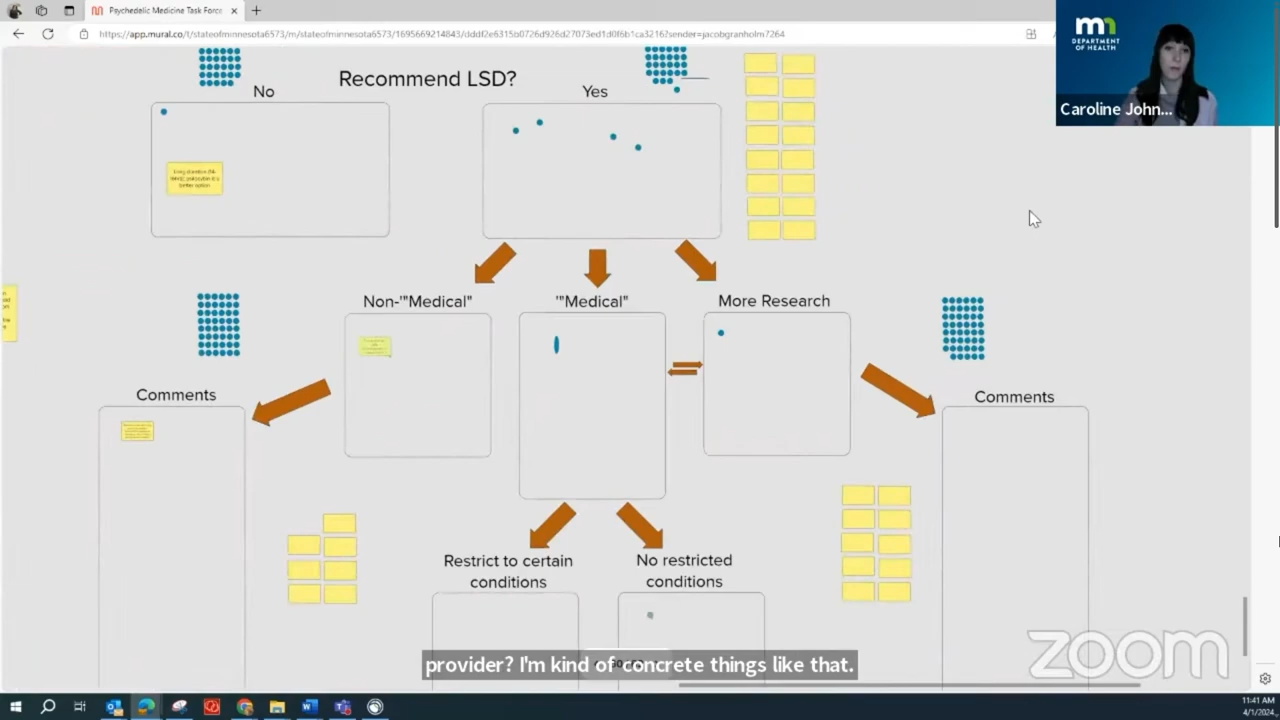 Psychedelic Medicine Task Force
https://app.mural.co/t/stateofminnesota6573/m/stateofminnesota6573/1695669214843/dddf2e6315b0726d926d27073ed1d0f6b1ca3216?sender=jacobgranholm7264
DEPARTMENT
OF HEALTH
Caroline John...
Recommend LSD?
No
Yes
better option
Non-"Medical"
"Medical"
More Research
Comments
Comments
Restrict to certain
conditions
No restricted
conditions
provider? I'm kind of concrete things like that.
zoom
11:41 AM
4/1/2024